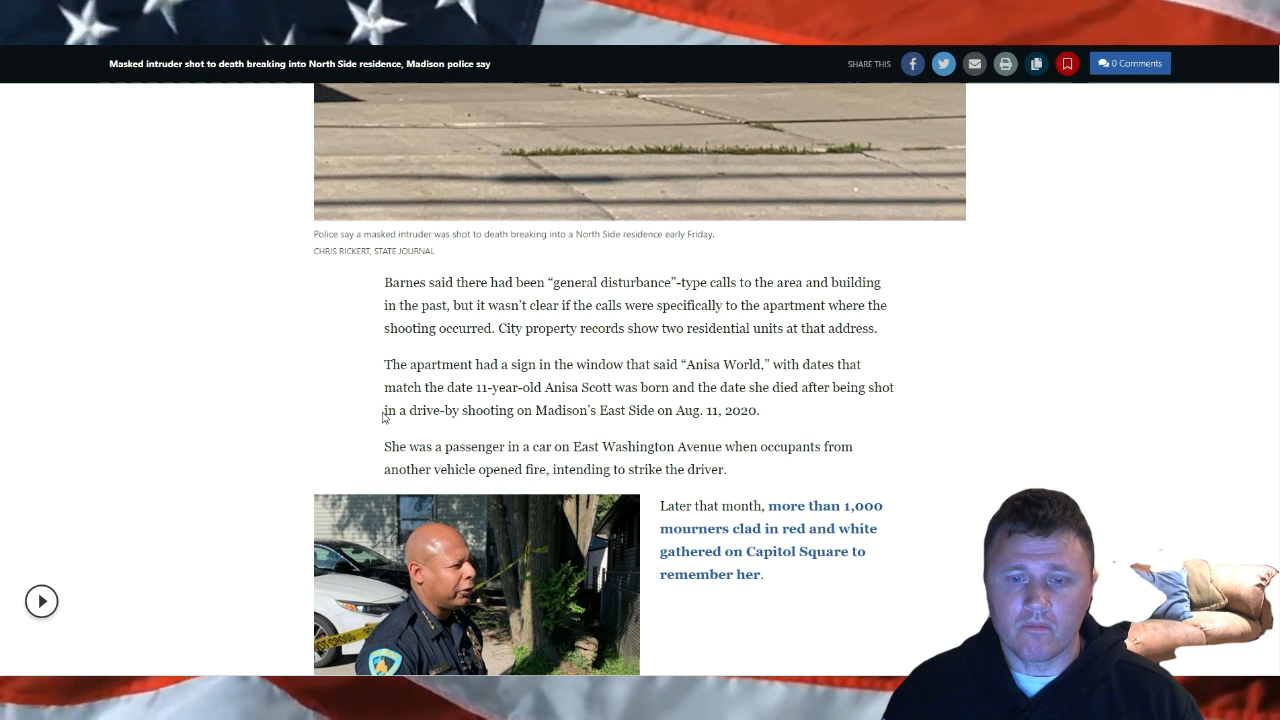 Masked intruder shot to death breaking into North Side residence, Madison police say
SHARE THIS
0 Comments
Police say a masked intruder was shot to death breaking into a North Side residence early Friday.
CHRIS RICKERT, STATE JOURNAL
Barnes said there had been “general disturbance”-type calls to the area and building
in the past, but it wasn’t clear if the calls were specifically to the apartment where the
shooting occurred. City property records show two residential units at that address.
The apartment had a sign in the window that said “Anisa World,” with dates that
match the date 11-year-old Anisa Scott was born and the date she died after being shot
in a drive-by shooting on Madison’s East Side on Aug. 11, 2020.
She was a passenger in a car on East Washington Avenue when occupants from
another vehicle opened fire, intending to strike the driver.
Later that month, more than 1,000
mourners clad in red and white
gathered on Capitol Square to
remember her.